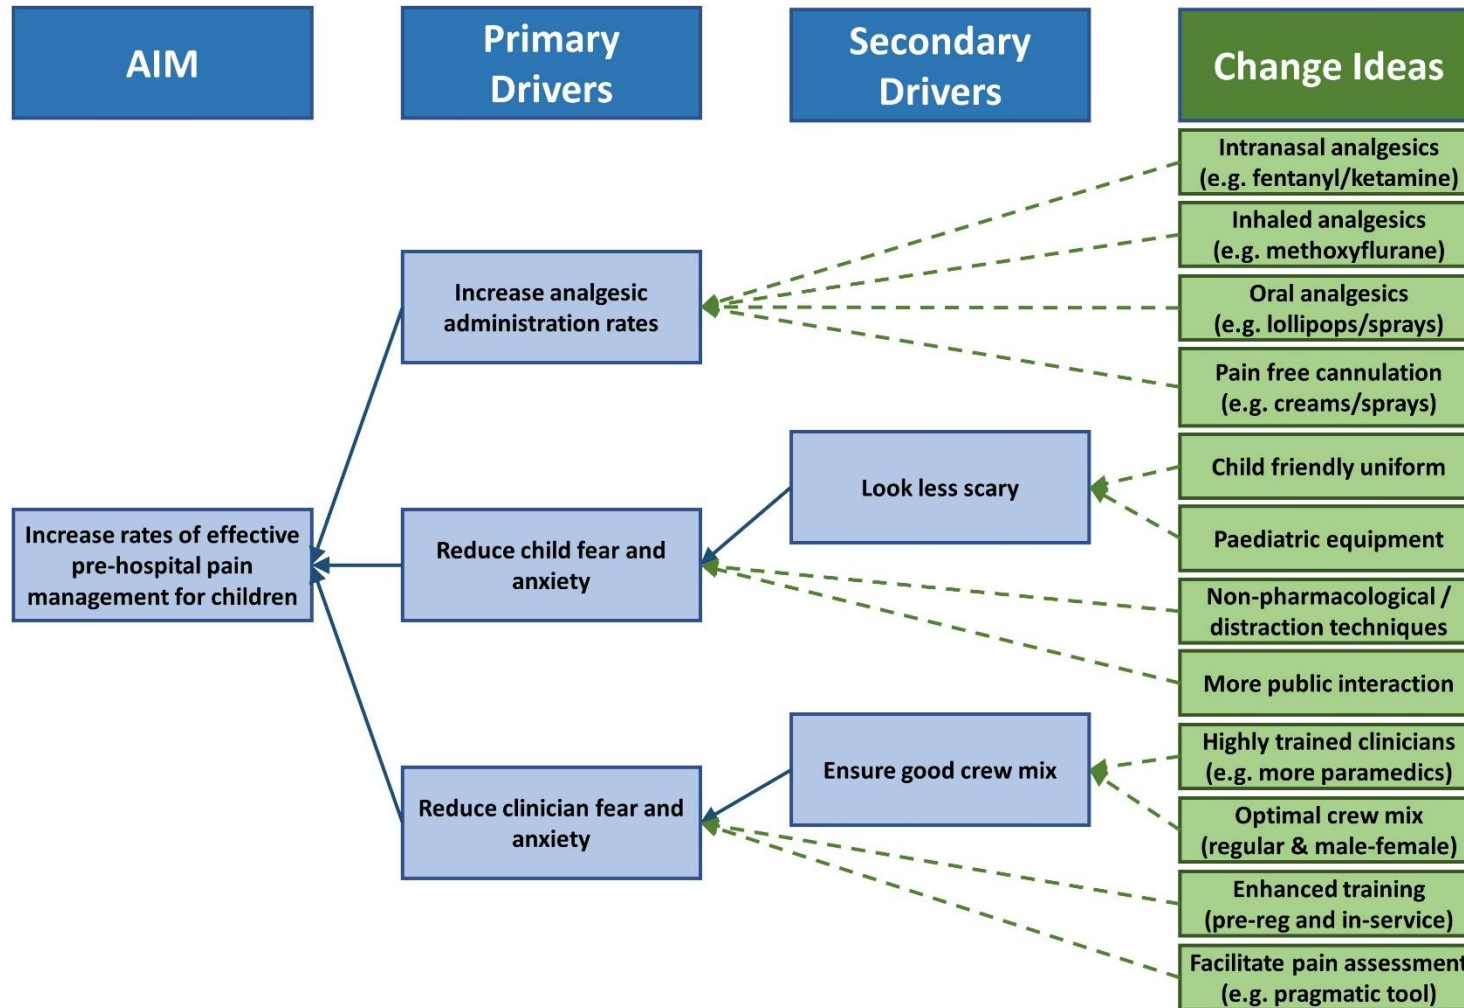 AIM
Primary
Drivers
Secondary
Drivers
Change Ideas
Increase rates of effective
pre-hospital pain
management for children
Increase analgesic
administration rates
Reduce child fear and
anxiety
Reduce clinician fear and
anxiety
Look less scary
Ensure good crew mix
Intranasal analgesics
(e.g. fentanyl/ketamine)
Inhaled analgesics
(e.g. methoxyflurane)
Oral analgesics
(e.g. lollipops/sprays)
Pain free cannulation
(e.g. creams/sprays)
Child friendly uniform
Paediatric equipment
Non-pharmacological /
distraction techniques
More public interaction
Highly trained clinicians
(e.g. more paramedics)
Optimal crew mix
(regular & male-female)
Enhanced training
(pre-reg and in-service)
Facilitate pain assessment
(e.g. pragmatic tool)